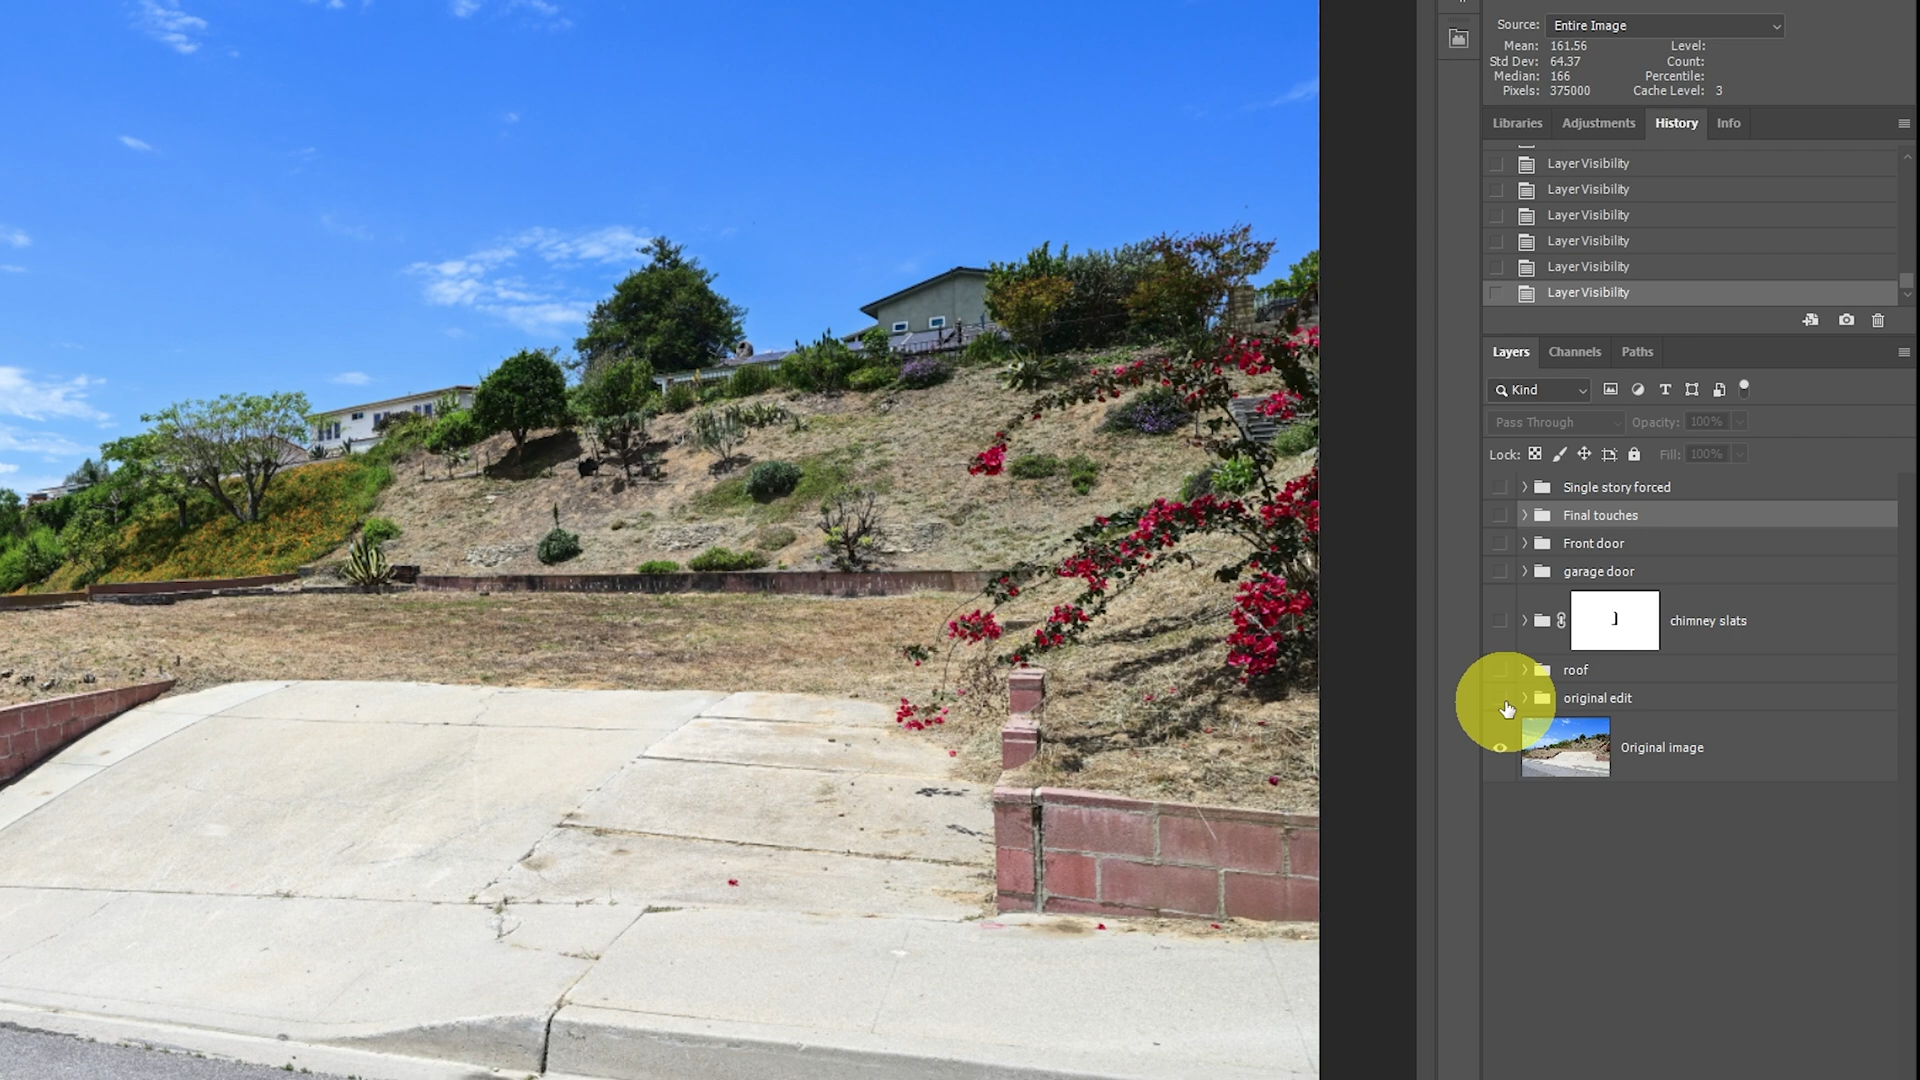 Source: Entire Image
Mean: 161.56 Level:
Std Dev: 64.37 Count:
Median: 166 Percentile:
Pixels: 375000 Cache Level: 3
Libraries Adjustments History Info
Layer Visibility
Layer Visibility
Layer Visibility
Layer Visibility
Layer Visibility
Layer Visibility
Layers Channels Paths
Kind
Pass Through Opacity: 100%
Lock: Fill: 100%
Single story forced
Final touches
Front door
garage door
chimney slats
roof
original edit
Original image